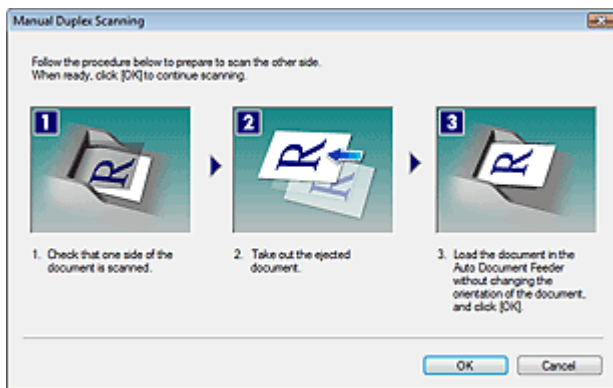 Manual Duplex Scanning
Follow the procedure below to prepare to scan the other side.
When ready, click [OK] to continue scanning.
1
R
2
R
R
3
R
1. Check that one side of the
document is scanned.
2. Take out the ejected
document.
3. Load the document in the
Auto Document Feeder
without changing the
orientation of the document,
and click [OK].
OK
Cancel